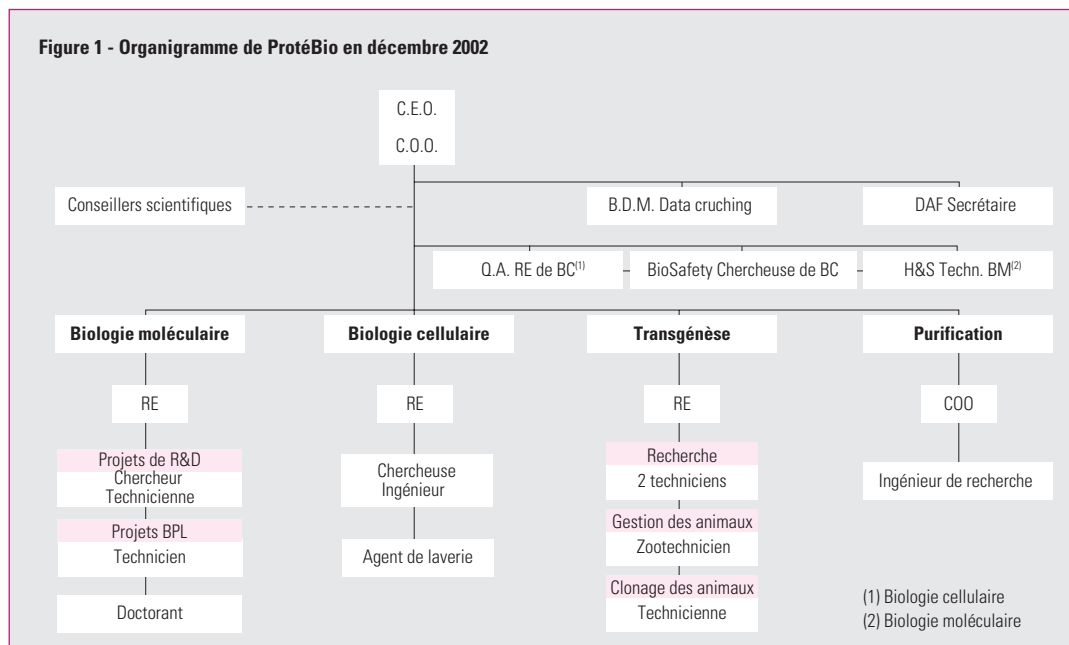 Figure 1 - Organigramme de ProtéBio en décembre 2002
C.E.O.
C.O.O.
Conseillers scientifiques
B.D.M. Data cruching
DAF Secrétaire
Q.A. RE de BC(1)
BioSafety Chercheuse de BC
H&S Techn. BM(2)
Biologie moléculaire
Biologie cellulaire
Transgénèse
Purification
RE
RE
RE
COO
Projets de R&D
Chercheur
Technicienne
Projets BPL
Technicien
Doctorant
Chercheuse
Ingénieur
Agent de laverie
Recherche
2 techniciens
Gestion des animaux
Zootechnicien
Clonage des animaux
Technicienne
Ingénieur de recherche
(1) Biologie cellulaire
(2) Biologie moléculaire